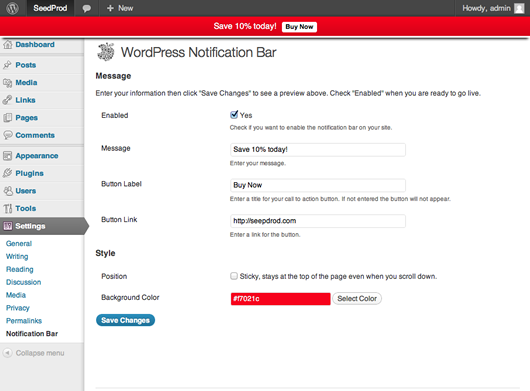 SeedProd + New Howdy, admin
Save 10% today! Buy Now
Dashboard
Posts
Media
Links
Pages
Comments
Appearance
Plugins
Users
Tools
Settings
General
Writing
Reading
Discussion
Media
Privacy
Permalinks
Notification Bar
Collapse menu
WordPress Notification Bar
Message
Enter your information then click "Save Changes" to see a preview above. Check "Enabled" when you are ready to go live.
Enabled Yes
Check if you want to enable the notification bar on your site.
Message Save 10% today!
Enter your message.
Button Label Buy Now
Enter a title for your call to action button. If not entered the button will not appear.
Button Link http://seepdrod.com
Enter a link for the button.
Style
Position Sticky, stays at the top of the page even when you scroll down.
Background Color #f7021c Select Color
Save Changes